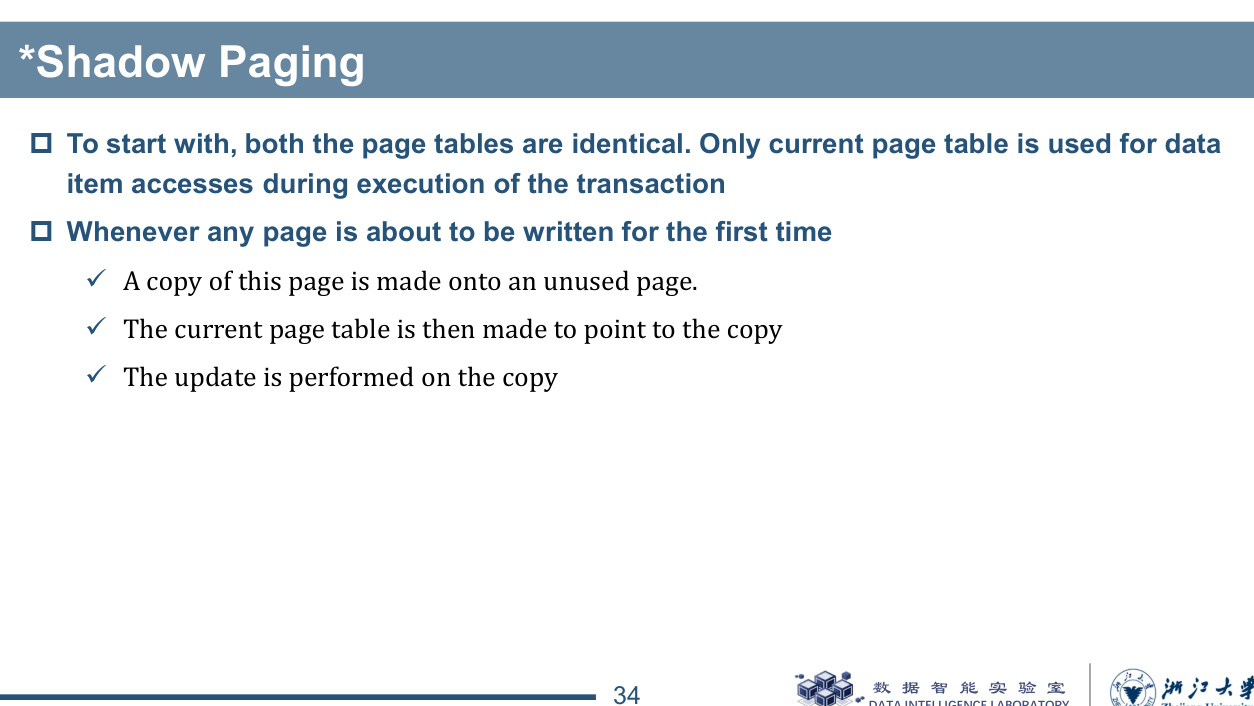 *Shadow Paging
To start with, both the page tables are identical. Only current page table is used for data
item accesses during execution of the transaction
Whenever any page is about to be written for the first time
A copy of this page is made onto an unused page.
The current page table is then made to point to the copy
The update is performed on the copy
34
数据智能实验室
DATA INTELLIGENCE LABORATORY
浙江大学
Zhejiang University